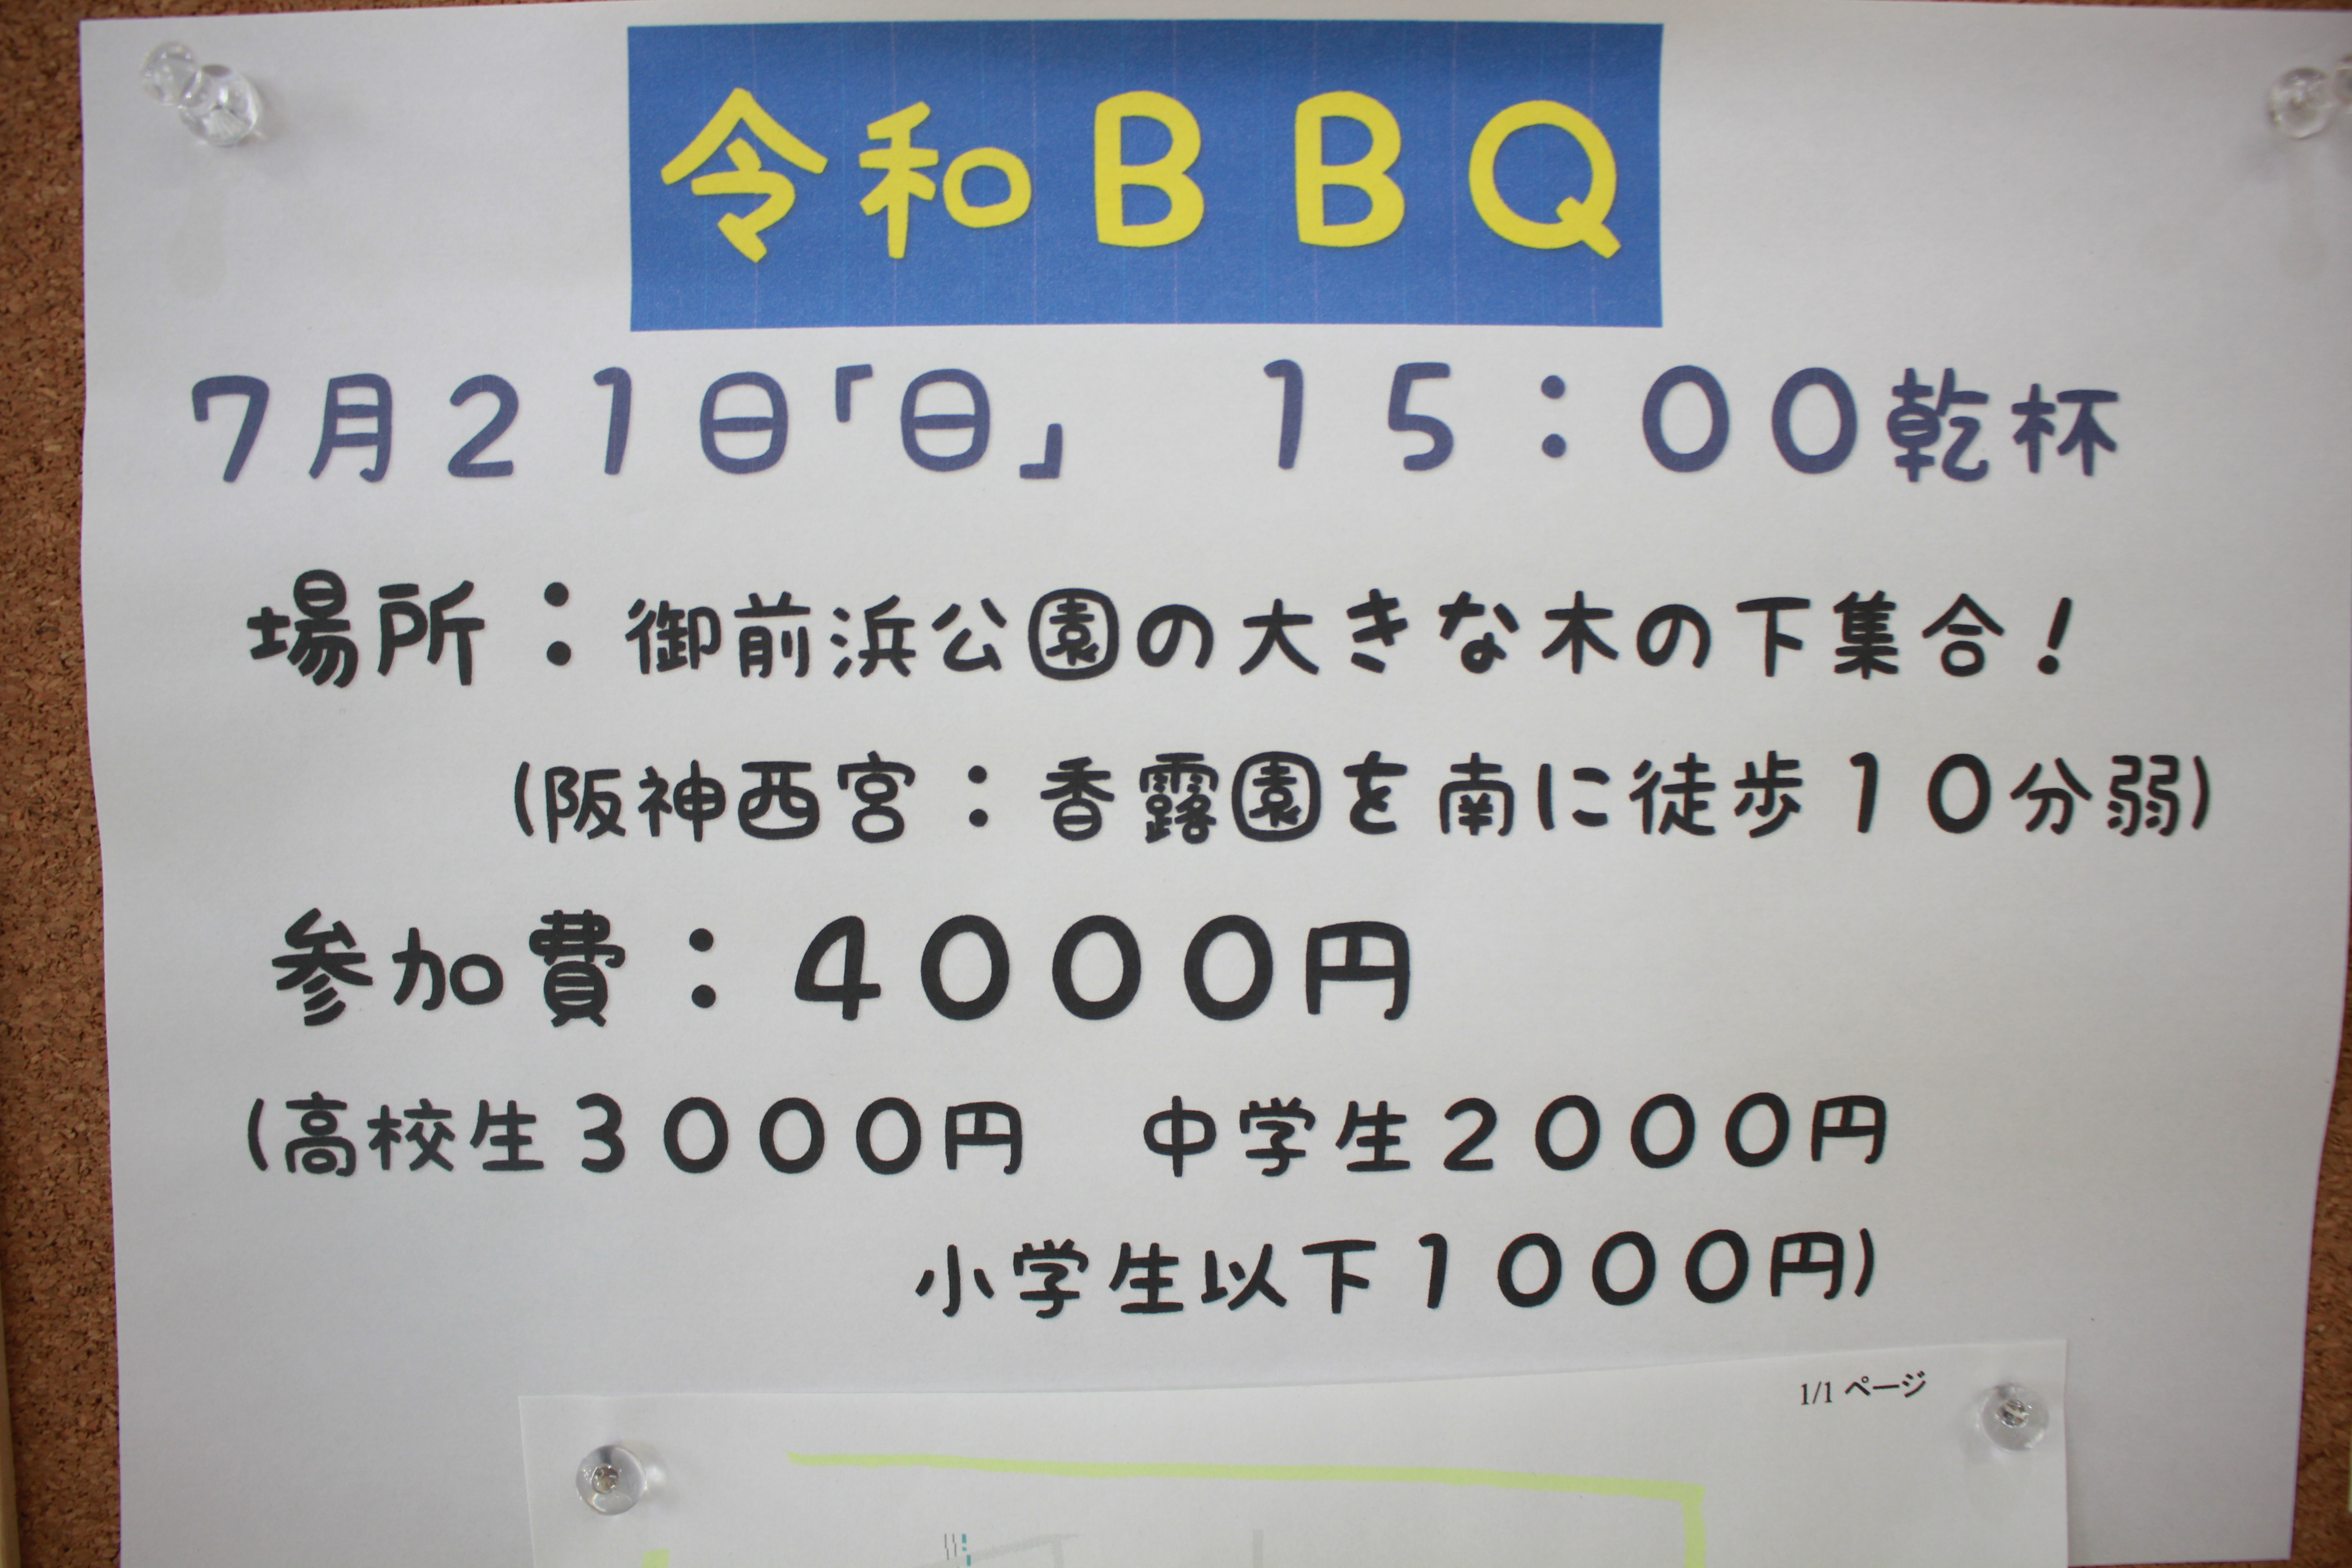 令和ＢＢＱ
７月２１日「日」　１５：００乾杯
場所：御前浜公園の大きな木の下集合！
(阪神西宮：香露園を南に徒歩１０分弱)
参加費：４０００円
(高校生３０００円　中学生２０００円
小学生以下１０００円)
1/1 ページ